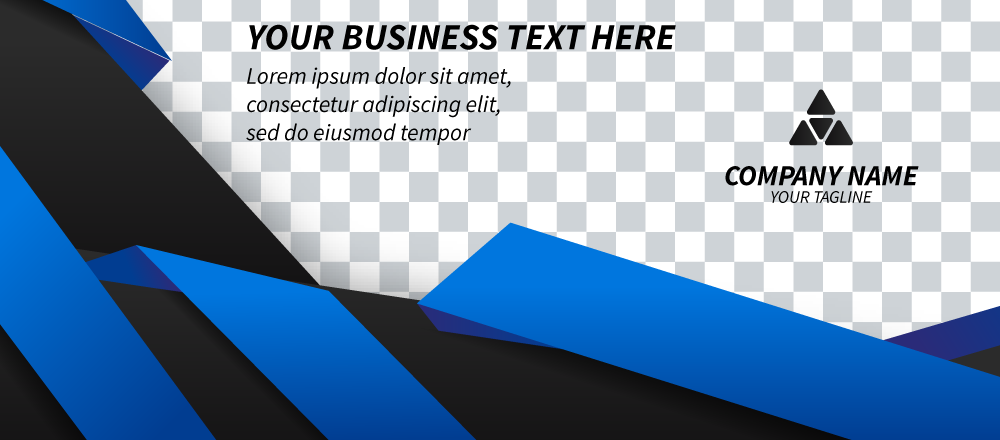 YOUR BUSINESS TEXT HERE
Lorem ipsum dolor sit amet,
consectetur adipiscing elit,
sed do eiusmod tempor
COMPANY NAME
YOUR TAGLINE